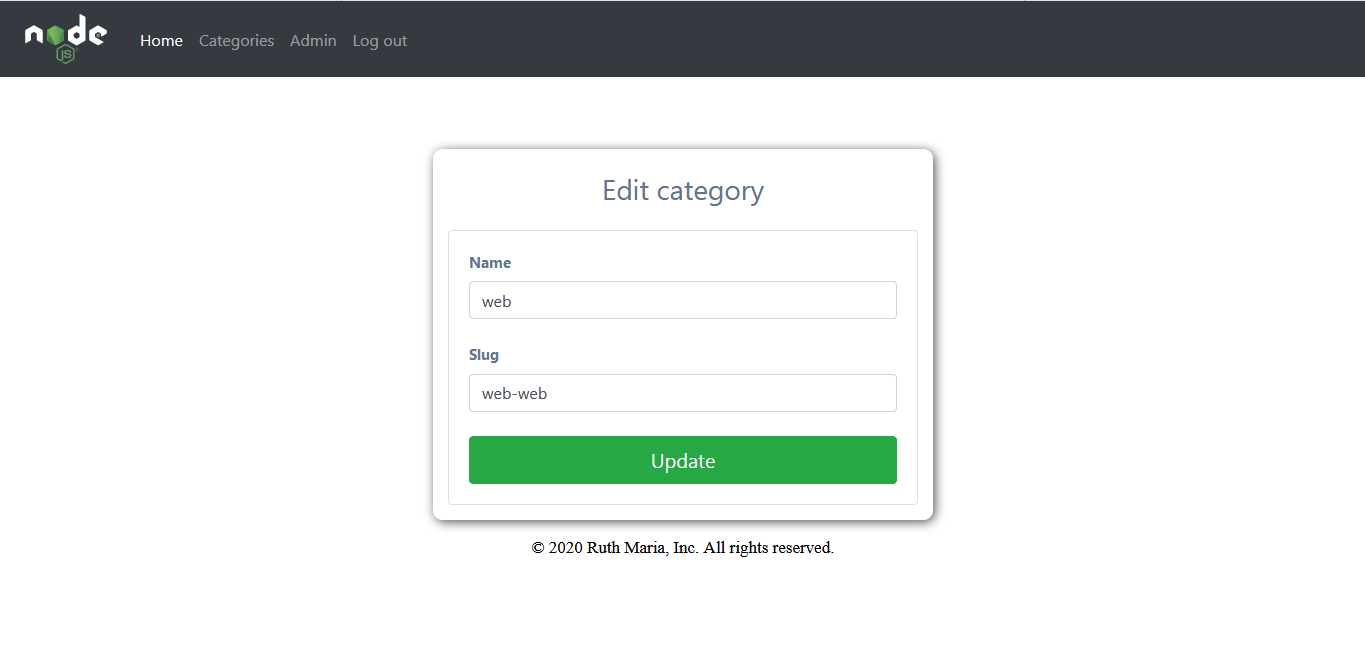 node
JS
Home Categories Admin Log out
Edit category
Name
web
Slug
web-web
Update
© 2020 Ruth Maria, Inc. All rights reserved.